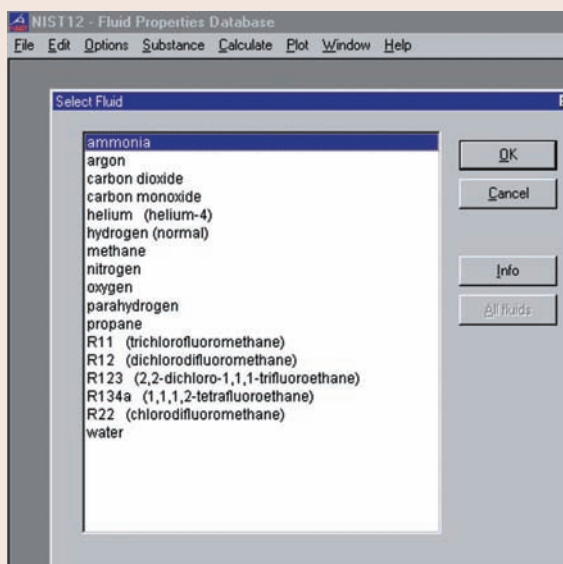 NIST12 - Fluid Properties Database
File Edit Options Substance Calculate Plot Window Help
Select Fluid
ammonia
argon
carbon dioxide
carbon monoxide
helium (helium-4)
hydrogen (normal)
methane
nitrogen
oxygen
parahydrogen
propane
R11 (trichlorofluoromethane)
R12 (dichlorodifluoromethane)
R123 (2,2-dichloro-1,1,1-trifluoroethane)
R134a (1,1,1,2-tetrafluoroethane)
R22 (chlorodifluoromethane)
water
OK
Cancel
Info
All fluids